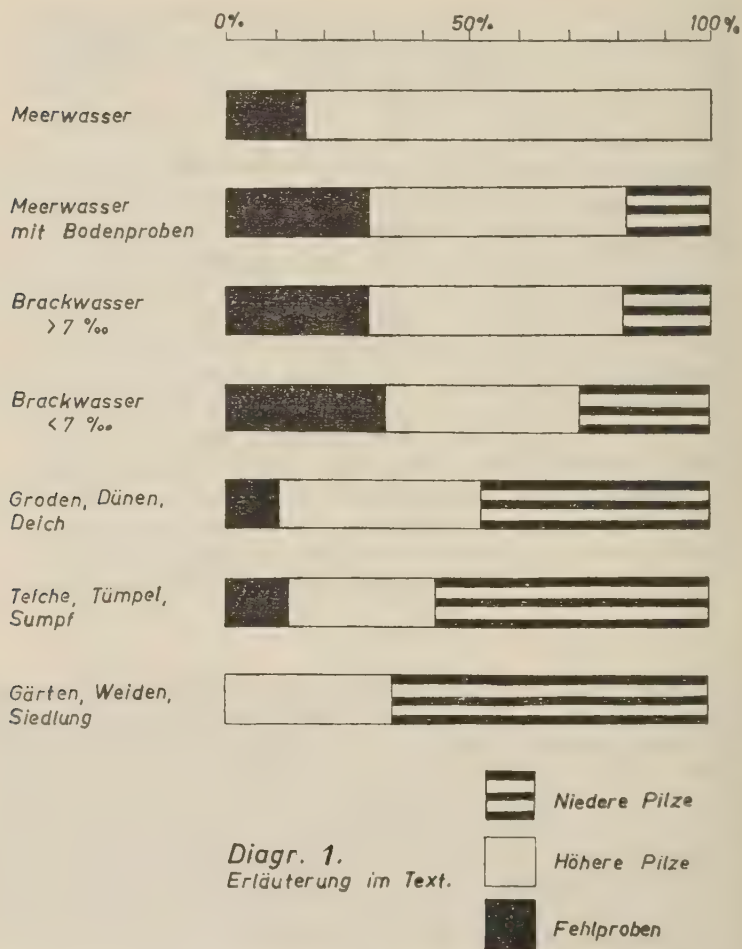 0% 50% 100%
Meerwasser
Meerwasser
mit Bodenproben
Brackwasser
>7 ‰
Brackwasser
<7 ‰
Groden, Dünen,
Deich
Teiche, Tümpel,
Sumpf
Gärten, Weiden,
Siedlung
Niedere Pilze
Diagr. 1.
Erläuterung im Text.
Höhere Pilze
Fehlproben